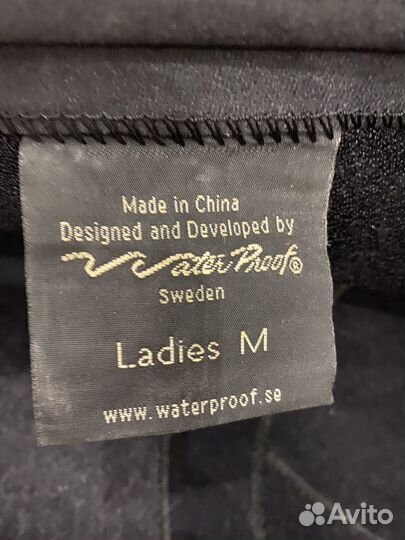 Made in China
Designed and Developed by
WaterProof®
Sweden
Ladies M
www.waterproof.se
Avito